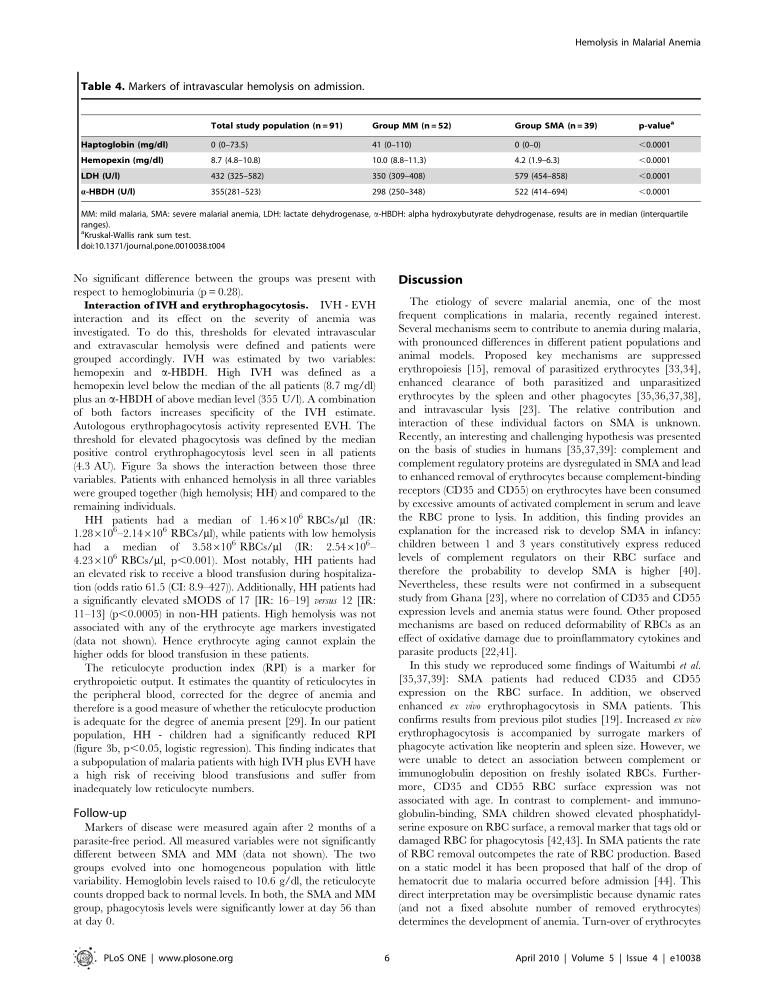 Hemolysis in Malarial Anemia
Table 4. Markers of intravascular hemolysis on admission.
Total study population (n = 91) Group MM (n = 52) Group SMA (n = 39) p-valueᵃ
Haptoglobin (mg/dl) 0 (0–73.5) 41 (0–110) 0 (0–0) <0.0001
Hemopexin (mg/dl) 8.7 (4.8–10.8) 10.0 (8.8–11.3) 4.2 (1.9–6.3) <0.0001
LDH (U/l) 432 (325–582) 350 (309–408) 579 (454–858) <0.0001
α-HBDH (U/l) 355(281–523) 298 (250–348) 522 (414–694) <0.0001
MM: mild malaria, SMA: severe malarial anemia, LDH: lactate dehydrogenase, α-HBDH: alpha hydroxybutyrate dehydrogenase, results are in median (interquartile
ranges).
ᵃKruskal-Wallis rank sum test.
doi:10.1371/journal.pone.0010038.t004
No significant difference between the groups was present with
respect to hemoglobinuria (p = 0.28).
Interaction of IVH and erythrophagocytosis. IVH - EVH
interaction and its effect on the severity of anemia was
investigated. To do this, thresholds for elevated intravascular
and extravascular hemolysis were defined and patients were
grouped accordingly. IVH was estimated by two variables:
hemopexin and α-HBDH. High IVH was defined as a
hemopexin level below the median of the all patients (8.7 mg/dl)
plus an α-HBDH of above median level (355 U/l). A combination
of both factors increases specificity of the IVH estimate.
Autologous erythrophagocytosis activity represented EVH. The
threshold for elevated phagocytosis was defined by the median
positive control erythrophagocytosis level seen in all patients
(4.3 AU). Figure 3a shows the interaction between those three
variables. Patients with enhanced hemolysis in all three variables
were grouped together (high hemolysis; HH) and compared to the
remaining individuals.
HH patients had a median of 1.46×10⁶ RBCs/μl (IR:
1.28×10⁶–2.14×10⁶ RBCs/μl), while patients with low hemolysis
had a median of 3.58×10⁶ RBCs/μl (IR: 2.54×10⁶–
4.23×10⁶ RBCs/μl, p<0.001). Most notably, HH patients had
an elevated risk to receive a blood transfusion during hospitaliza-
tion (odds ratio 61.5 (CI: 8.9–427)). Additionally, HH patients had
a significantly elevated sMODS of 17 [IR: 16–19] versus 12 [IR:
11–13] (p<0.0005) in non-HH patients. High hemolysis was not
associated with any of the erythrocyte age markers investigated
(data not shown). Hence erythrocyte aging cannot explain the
higher odds for blood transfusion in these patients.
The reticulocyte production index (RPI) is a marker for
erythropoietic output. It estimates the quantity of reticulocytes in
the peripheral blood, corrected for the degree of anemia and
therefore is a good measure of whether the reticulocyte production
is adequate for the degree of anemia present [29]. In our patient
population, HH - children had a significantly reduced RPI
(figure 3b, p<0.05, logistic regression). This finding indicates that
a subpopulation of malaria patients with high IVH plus EVH have
a high risk of receiving blood transfusions and suffer from
inadequately low reticulocyte numbers.
Follow-up
Markers of disease were measured again after 2 months of a
parasite-free period. All measured variables were not significantly
different between SMA and MM (data not shown). The two
groups evolved into one homogeneous population with little
variability. Hemoglobin levels raised to 10.6 g/dl, the reticulocyte
counts dropped back to normal levels. In both, the SMA and MM
group, phagocytosis levels were significantly lower at day 56 than
at day 0.
Discussion
The etiology of severe malarial anemia, one of the most
frequent complications in malaria, recently regained interest.
Several mechanisms seem to contribute to anemia during malaria,
with pronounced differences in different patient populations and
animal models. Proposed key mechanisms are suppressed
erythropoiesis [15], removal of parasitized erythrocytes [33,34],
enhanced clearance of both parasitized and unparasitized
erythrocytes by the spleen and other phagocytes [35,36,37,38],
and intravascular lysis [23]. The relative contribution and
interaction of these individual factors on SMA is unknown.
Recently, an interesting and challenging hypothesis was presented
on the basis of studies in humans [35,37,39]: complement and
complement regulatory proteins are dysregulated in SMA and lead
to enhanced removal of erythrocytes because complement-binding
receptors (CD35 and CD55) on erythrocytes have been consumed
by excessive amounts of activated complement in serum and leave
the RBC prone to lysis. In addition, this finding provides an
explanation for the increased risk to develop SMA in infancy:
children between 1 and 3 years constitutively express reduced
levels of complement regulators on their RBC surface and
therefore the probability to develop SMA is higher [40].
Nevertheless, these results were not confirmed in a subsequent
study from Ghana [23], where no correlation of CD35 and CD55
expression levels and anemia status were found. Other proposed
mechanisms are based on reduced deformability of RBCs as an
effect of oxidative damage due to proinflammatory cytokines and
parasite products [22,41].
In this study we reproduced some findings of Waitumbi et al.
[35,37,39]: SMA patients had reduced CD35 and CD55
expression on the RBC surface. In addition, we observed
enhanced ex vivo erythrophagocytosis in SMA patients. This
confirms results from previous pilot studies [19]. Increased ex vivo
erythrophagocytosis is accompanied by surrogate markers of
phagocyte activation like neopterin and spleen size. However, we
were unable to detect an association between complement or
immunoglobulin deposition on freshly isolated RBCs. Further-
more, CD35 and CD55 RBC surface expression was not
associated with age. In contrast to complement- and immuno-
globulin-binding, SMA children showed elevated phosphatidyl-
serine exposure on RBC surface, a removal marker that tags old or
damaged RBC for phagocytosis [42,43]. In SMA patients the rate
of RBC removal outcompetes the rate of RBC production. Based
on a static model it has been proposed that half of the drop of
hematocrit due to malaria occurred before admission [44]. This
direct interpretation may be oversimplistic because dynamic rates
(and not a fixed absolute number of removed erythrocytes)
determines the development of anemia. Turn-over of erythrocytes
PLoS ONE | www.plosone.org
6
April 2010 | Volume 5 | Issue 4 | e10038